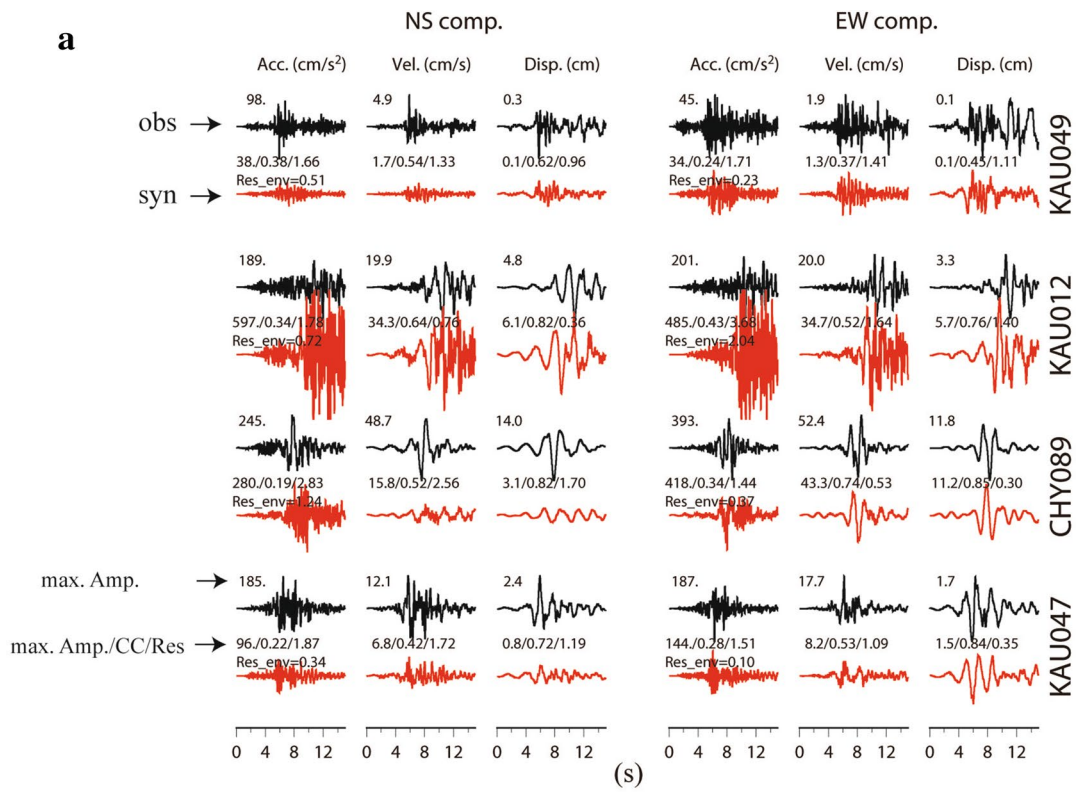 a
NS comp. EW comp.
Acc. (cm/s²) Vel. (cm/s) Disp. (cm) Acc. (cm/s²) Vel. (cm/s) Disp. (cm)
98. 4.9 0.3 45. 1.9 0.1
obs
38/0.38/1.66 1.7/0.54/1.33 0.1/0.62/0.96 34./0.24/1.71 1.3/0.37/1.41 0.1/0.45/1.11
Res_env=0.51 Res_env=0.23
syn
KAU049
189. 19.9 4.8 201. 20.0 3.3
597./0.34/1.78 34.3/0.64/0.76 6.1/0.82/0.36 485./0.43/3.68 34.7/0.52/1.64 5.7/0.76/1.40
Res_env=0.72 Res_env=2.04
KAU012
245. 48.7 14.0 393. 52.4 11.8
280./0.19/2.83 15.8/0.52/2.56 3.1/0.82/1.70 418./0.34/1.44 43.3/0.74/0.53 11.2/0.85/0.30
Res_env=1.24 Res_env=0.37
CHY089
max. Amp.
185. 12.1 2.4 187. 17.7 1.7
max. Amp./CC/Res
96./0.22/1.87 6.8/0.42/1.72 0.8/0.72/1.19 144./0.28/1.51 8.2/0.53/1.09 1.5/0.84/0.35
Res_env=0.34 Res_env=0.10
KAU047
0 4 8 12 0 4 8 12 0 4 8 12 0 4 8 12 0 4 8 12 0 4 8 12
(s)